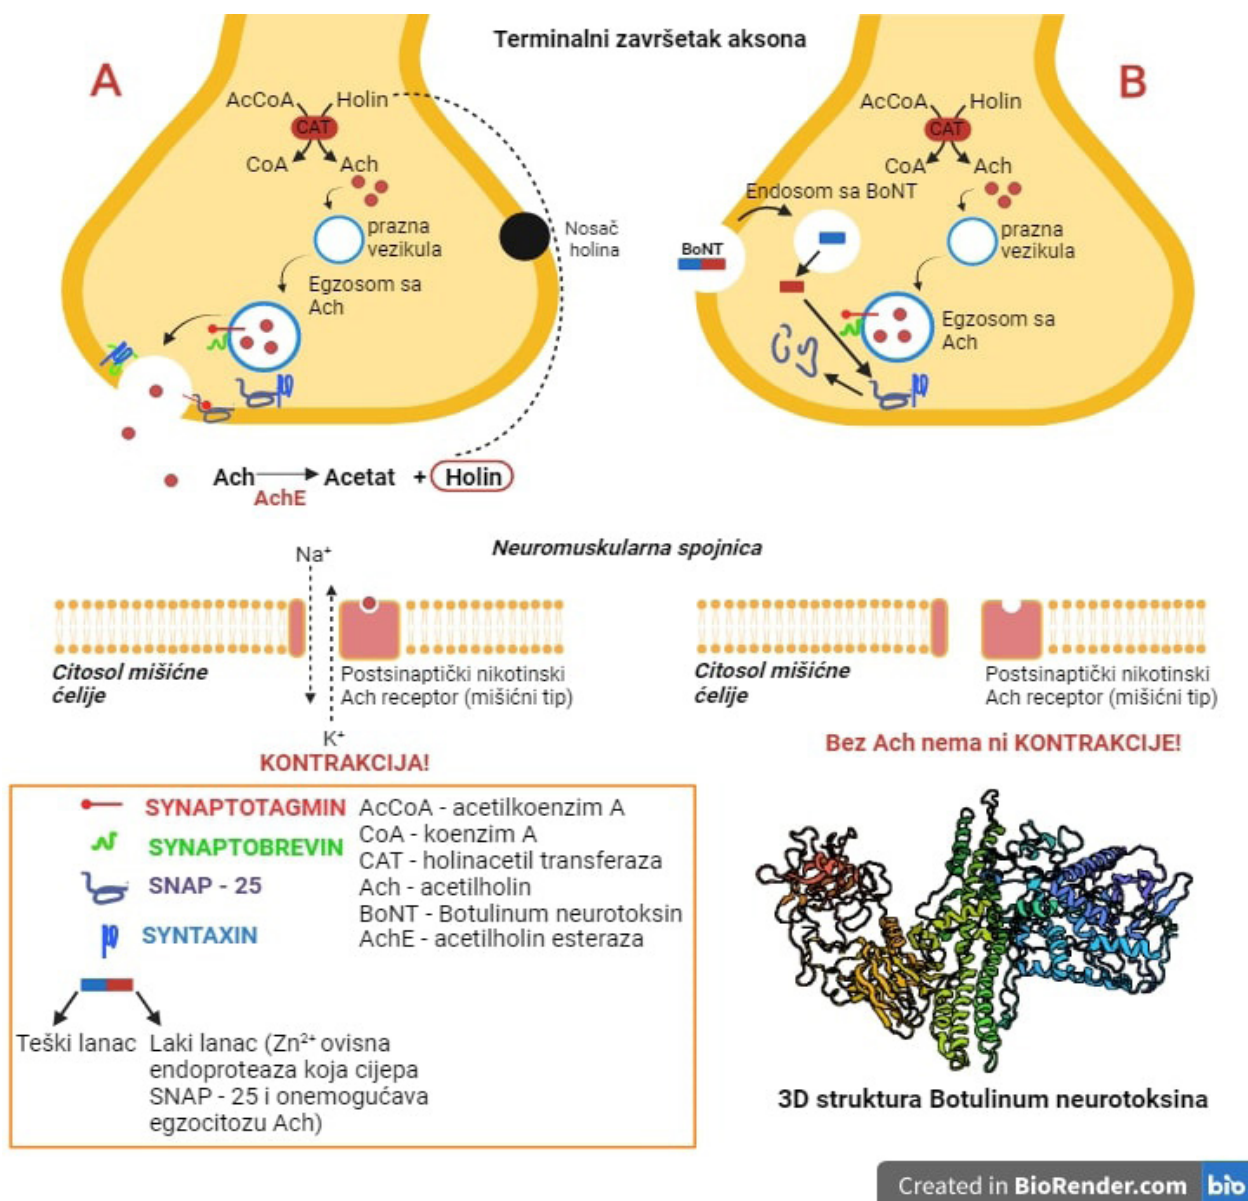 Terminalni završetak aksona
A
AcCoA
Holin
CAT
CoA
Ach
prazna
vezikula
Egzosom sa
Ach
Nosač
holina
Ach
AchE
Acetat
+
Holin
B
AcCoA
Holin
CAT
CoA
Ach
Endosom sa BoNT
BoNT
prazna
vezikula
Egzosom sa
Ach
Neuromuskularna spojnica
Na⁺
Citosol mišićne
ćelije
Postsinaptički nikotinski
Ach receptor (mišićni tip)
K⁺
KONTRAKCIJA!
Citosol mišićne
ćelije
Postsinaptički nikotinski
Ach receptor (mišićni tip)
Bez Ach nema ni KONTRAKCIJE!
SYNAPTOTAGMIN
SYNAPTOBREVIN
SNAP - 25
SYNTAXIN
AcCoA - acetilkoenzim A
CoA - koenzim A
CAT - holinacetil transferaza
Ach - acetilholin
BoNT - Botulinum neurotoksin
AchE - acetilholin esteraza
Teški lanac
Laki lanac (Zn²⁺ ovisna
endoproteaza koja cijepa
SNAP - 25 i onemogućava
egzocitozu Ach)
3D struktura Botulinum neurotoksina
Created in BioRender.com bio